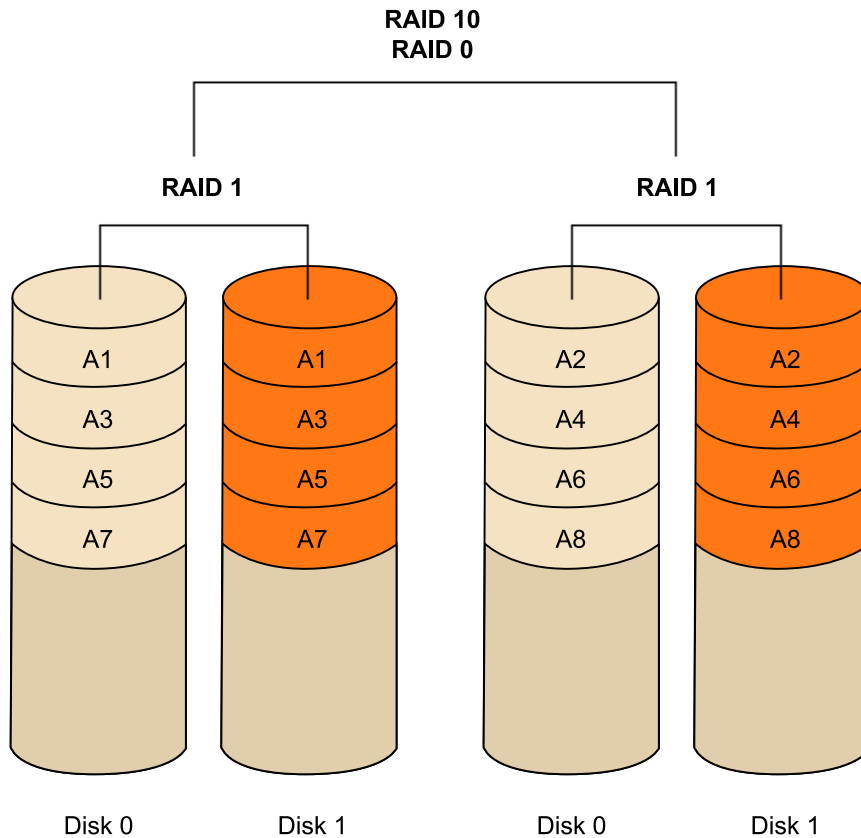 RAID 10
RAID 0
RAID 1 RAID 1
A1 A1 A2 A2
A3 A3 A4 A4
A5 A5 A6 A6
A7 A7 A8 A8
Disk 0 Disk 1 Disk 0 Disk 1